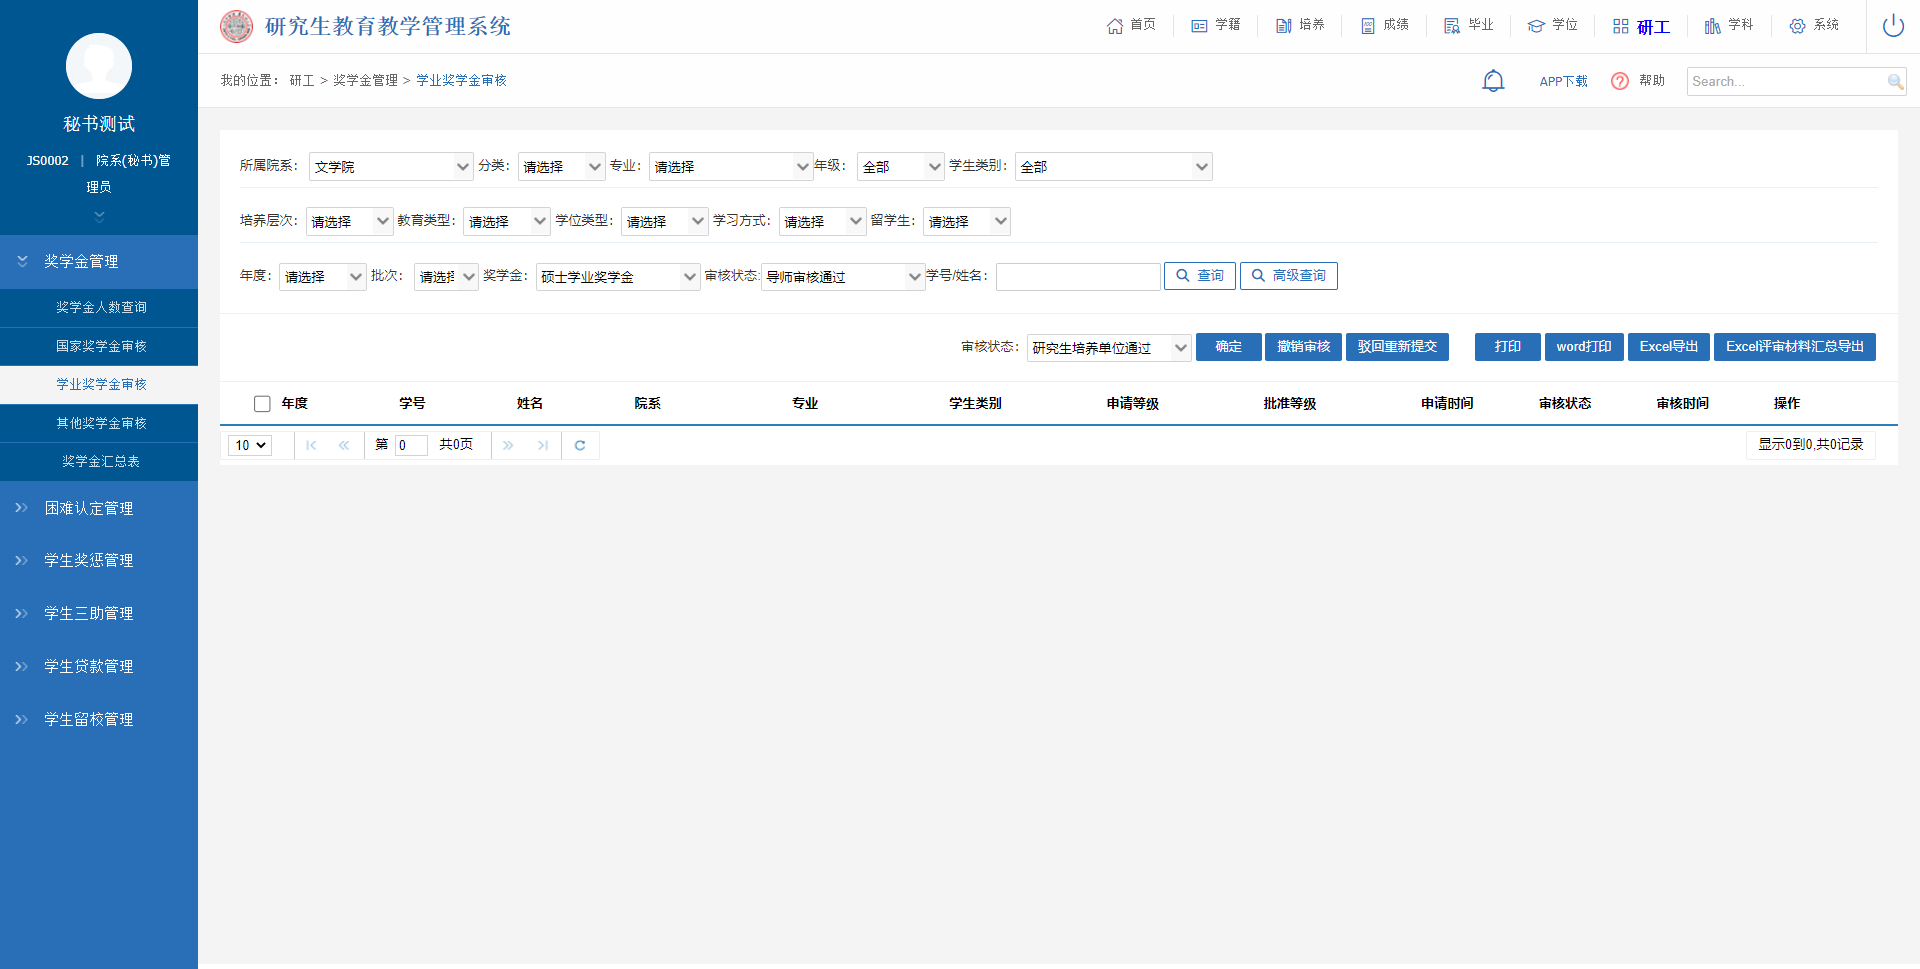 研究生教育教学管理系统
首页 学籍 培养 成绩 毕业 学位 研工 学科 系统
我的位置： 研工 > 奖学金管理 > 学业奖学金审核
APP下载 帮助 Search...
秘书测试
JS0002 | 院系(秘书)管
理员
奖学金管理
奖学金人数查询
国家奖学金审核
学业奖学金审核
其他奖学金审核
奖学金汇总表
困难认定管理
学生奖惩管理
学生三助管理
学生贷款管理
学生留校管理
所属院系： 文学院 分类： 请选择 专业： 请选择 年级： 全部 学生类别： 全部
培养层次： 请选择 教育类型： 请选择 学位类型： 请选择 学习方式： 请选择 留学生： 请选择
年度： 请选择 批次： 请选择 奖学金： 硕士学业奖学金 审核状态: 导师审核通过 学号/姓名： 查询 高级查询
审核状态： 研究生培养单位通过 确定 撤销审核 驳回重新提交 打印 word打印 Excel导出 Excel评审材料汇总导出
年度 学号 姓名 院系 专业 学生类别 申请等级 批准等级 申请时间 审核状态 审核时间 操作
10 第 0 共0页 显示0到0,共0记录